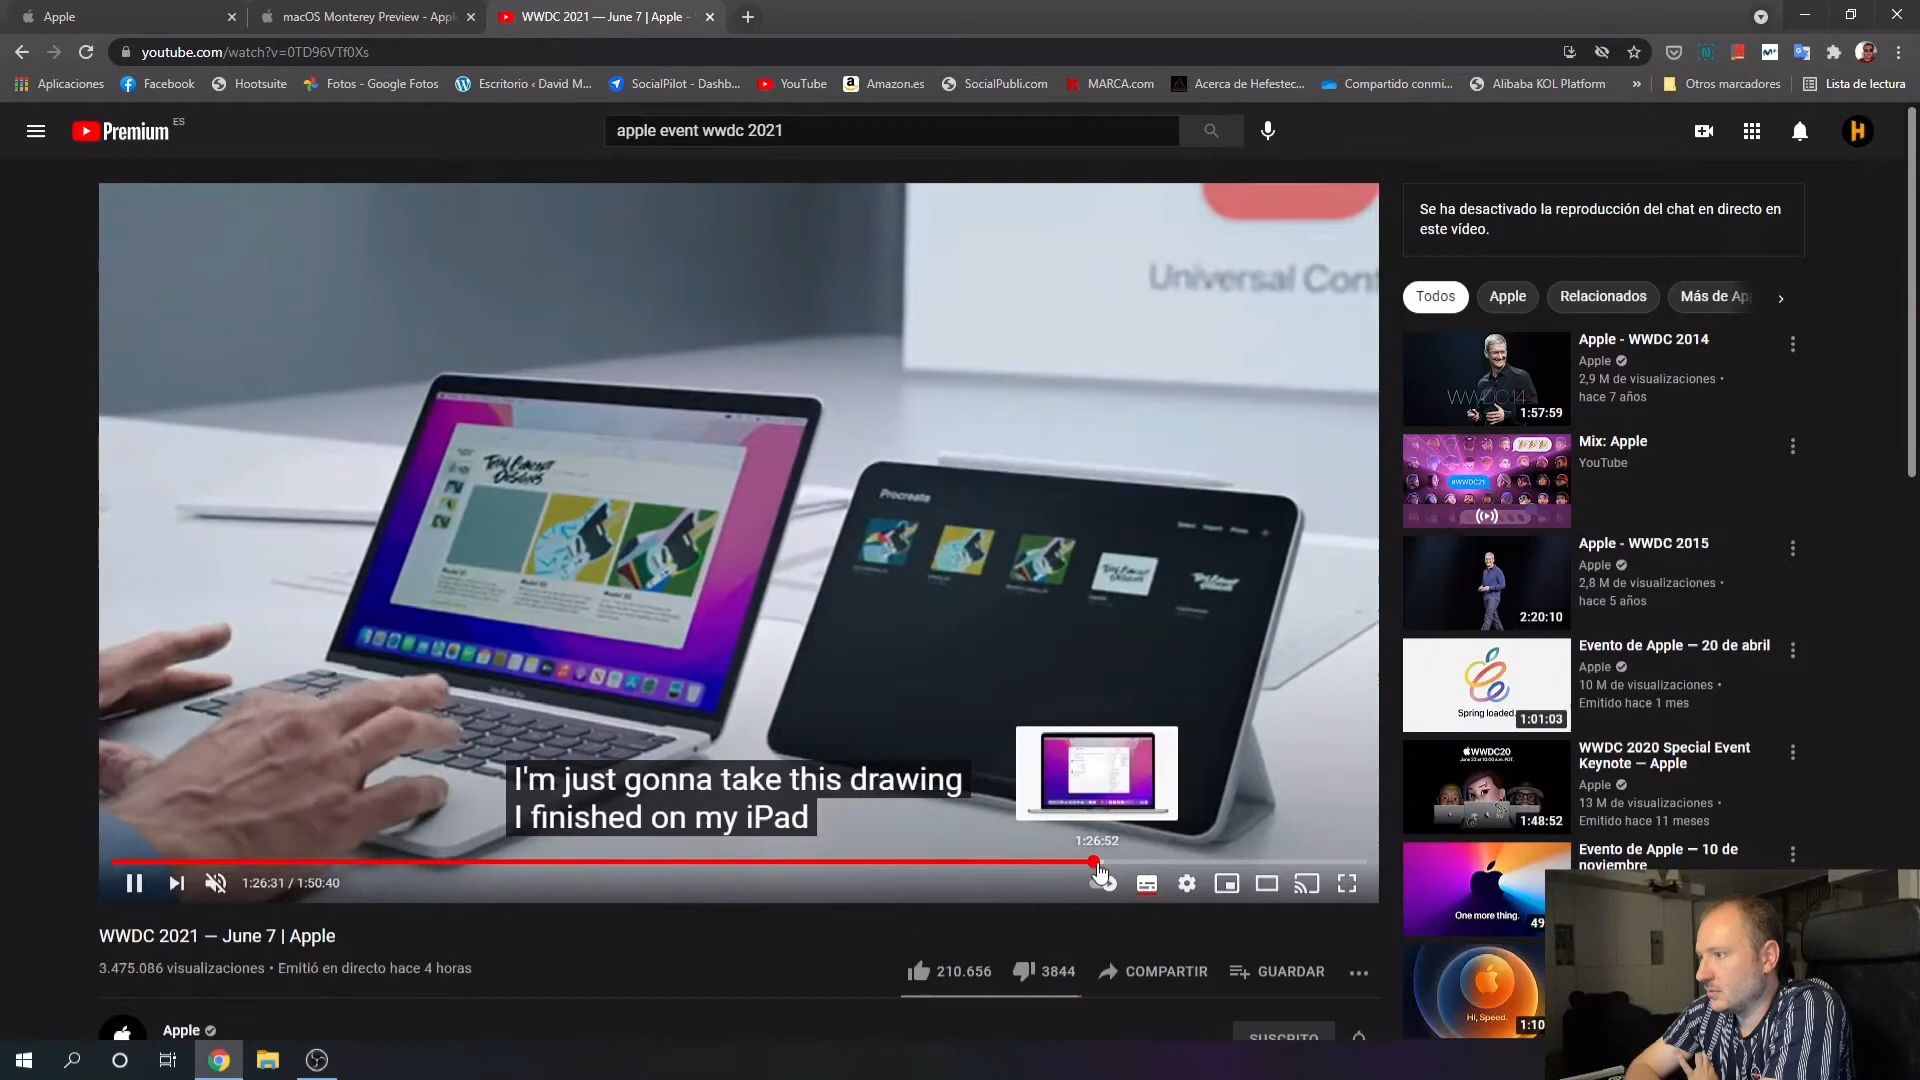 Apple
macOS Monterey Preview - Appl
WWDC 2021 — June 7 | Apple -
youtube.com/watch?v=0TD96VTf0Xs
Aplicaciones
Facebook
Hootsuite
Fotos - Google Fotos
Escritorio ‹ David M...
SocialPilot - Dashb...
YouTube
Amazon.es
SocialPubli.com
MARCA.com
Acerca de Hefestec...
Compartido conmi...
Alibaba KOL Platform
»
Otros marcadores
Lista de lectura
Premium ES
apple event wwdc 2021
H
Universal Cont
Procreate
I'm just gonna take this drawing
I finished on my iPad
1:26:52
1:26:31 / 1:50:40
WWDC 2021 — June 7 | Apple
3.475.086 visualizaciones • Emitió en directo hace 4 horas
210.656
3844
COMPARTIR
GUARDAR
Apple
SUSCRITO
Se ha desactivado la reproducción del chat en directo en
este vídeo.
Todos
Apple
Relacionados
Más de Ap
WWDC14
1:57:59
Apple - WWDC 2014
Apple
2,9 M de visualizaciones •
hace 7 años
#WWDC21
Mix: Apple
YouTube
2:20:10
Apple - WWDC 2015
Apple
2,8 M de visualizaciones •
hace 5 años
Spring loaded.
1:01:03
Evento de Apple — 20 de abril
Apple
10 M de visualizaciones •
Emitido hace 1 mes
WWDC20
June 22 at 10:00 a.m. PDT.
1:48:52
WWDC 2020 Special Event
Keynote — Apple
Apple
13 M de visualizaciones •
Emitido hace 11 meses
One more thing.
49
Evento de Apple — 10 de
noviembre
Hi, Speed.
1:10